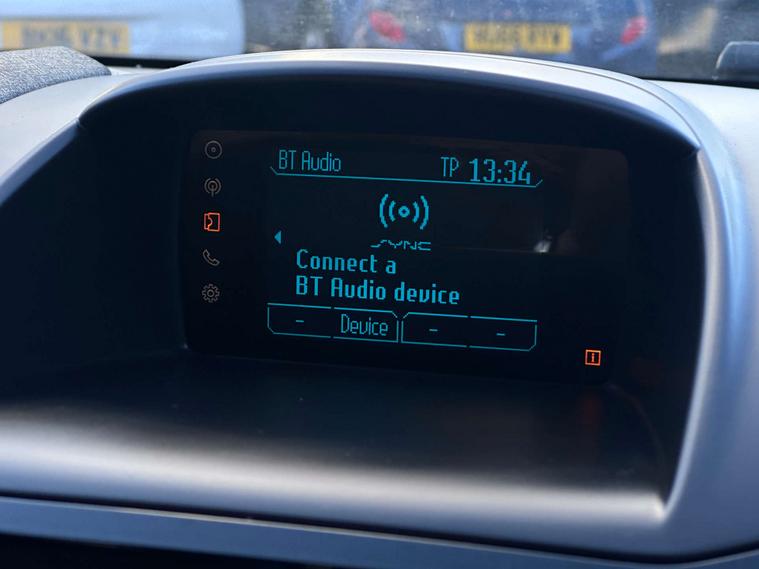 BT Audio TP 13:34
SYNC
Connect a
BT Audio device
- Device - -